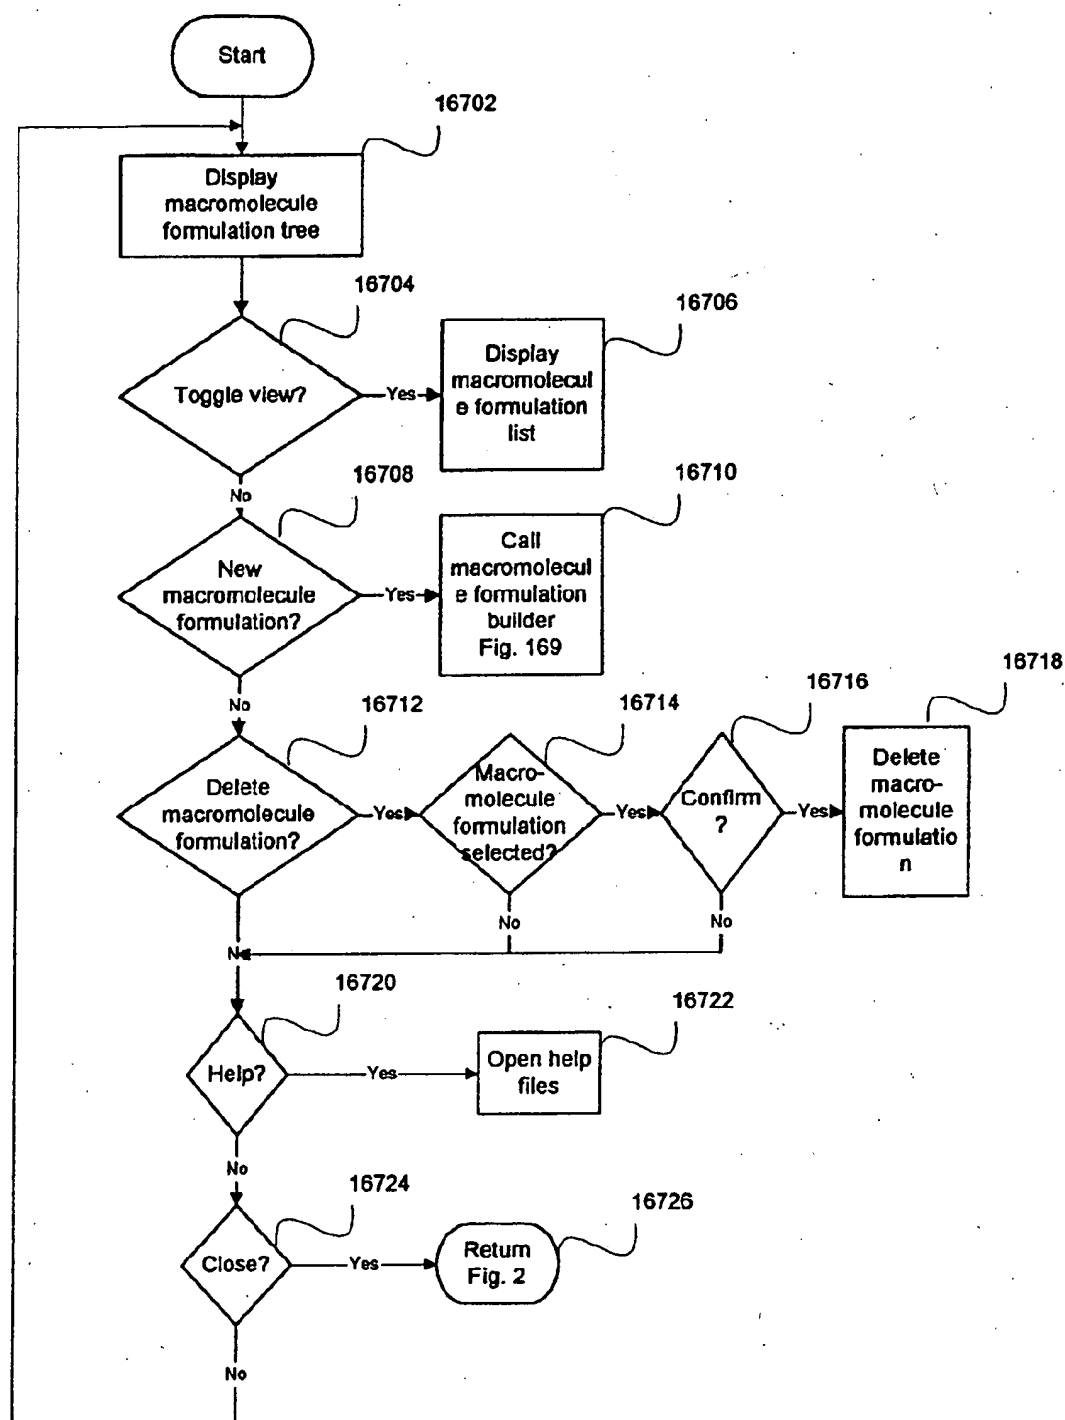 Start
16702
Display
macromolecule
formulation tree
16704
Toggle view?
Yes
16706
Display
macromolecul
e formulation
list
No
16708
New
macromolecule
formulation?
Yes
16710
Call
macromolecul
e formulation
builder
Fig. 169
No
16712
Delete
macromolecule
formulation?
Yes
16714
Macro-
molecule
formulation
selected?
Yes
16716
Confirm
?
Yes
16718
Delete
macro-
molecule
formulatio
n
No
No
N
16720
Help?
Yes
16722
Open help
files
No
16724
Close?
Yes
16726
Return
Fig. 2
No